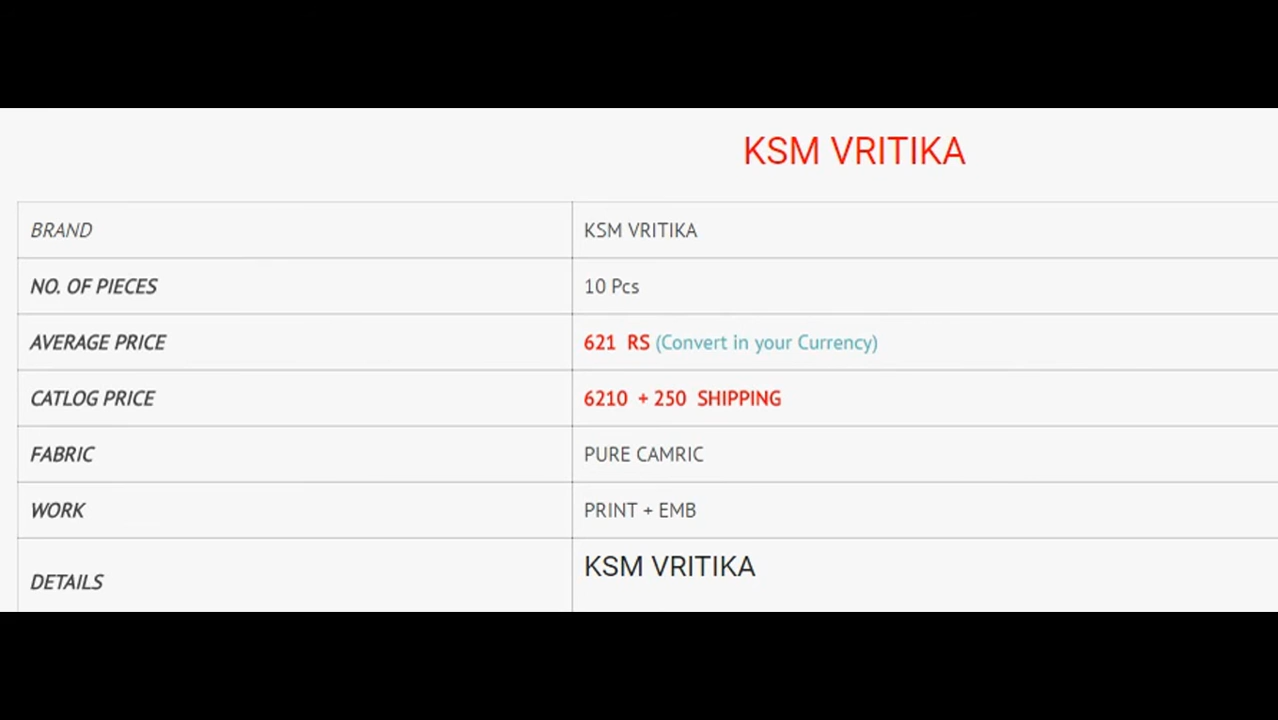 KSM VRITIKA
BRAND KSM VRITIKA
NO. OF PIECES 10 Pcs
AVERAGE PRICE 621 RS (Convert in your Currency)
CATLOG PRICE 6210 + 250 SHIPPING
FABRIC PURE CAMRIC
WORK PRINT + EMB
DETAILS KSM VRITIKA